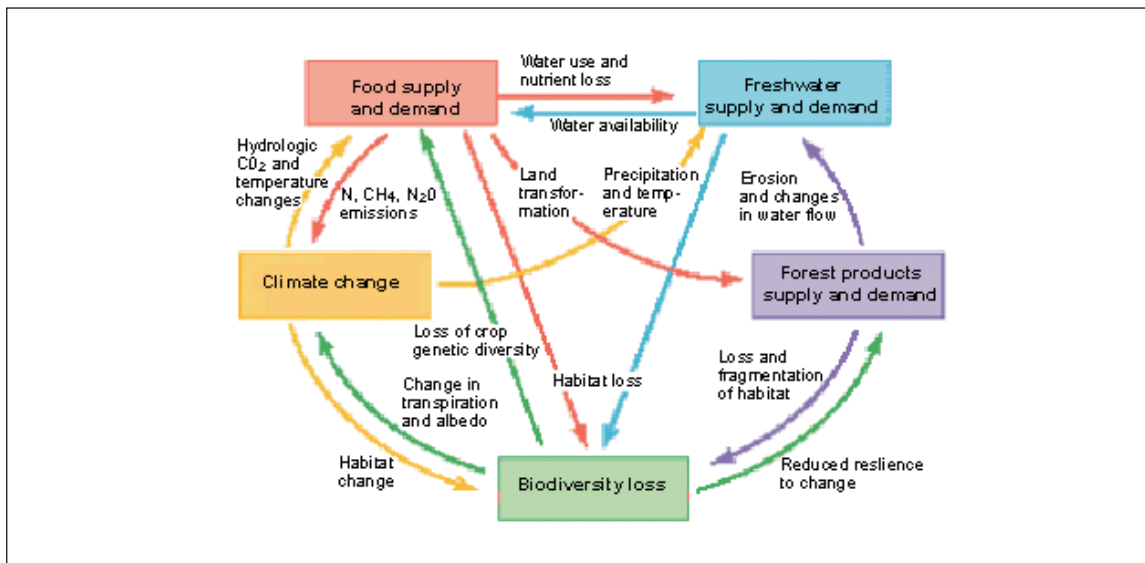 Water use and
nutrient loss
Food supply
and demand
Freshwater
supply and demand
Water availability
Hydrologic
CO₂ and
temperature
changes
N, CH₄, N₂O
emissions
Land
transfor-
mation
Precipitation
and temp-
erature
Erosion
and changes
in water flow
Climate change
Forest products
supply and demand
Loss of crop
genetic diversity
Habitat loss
Loss and
fragmentation
of habitat
Change in
transpiration
and albedo
Habitat
change
Biodiversity loss
Reduced reslience
to change